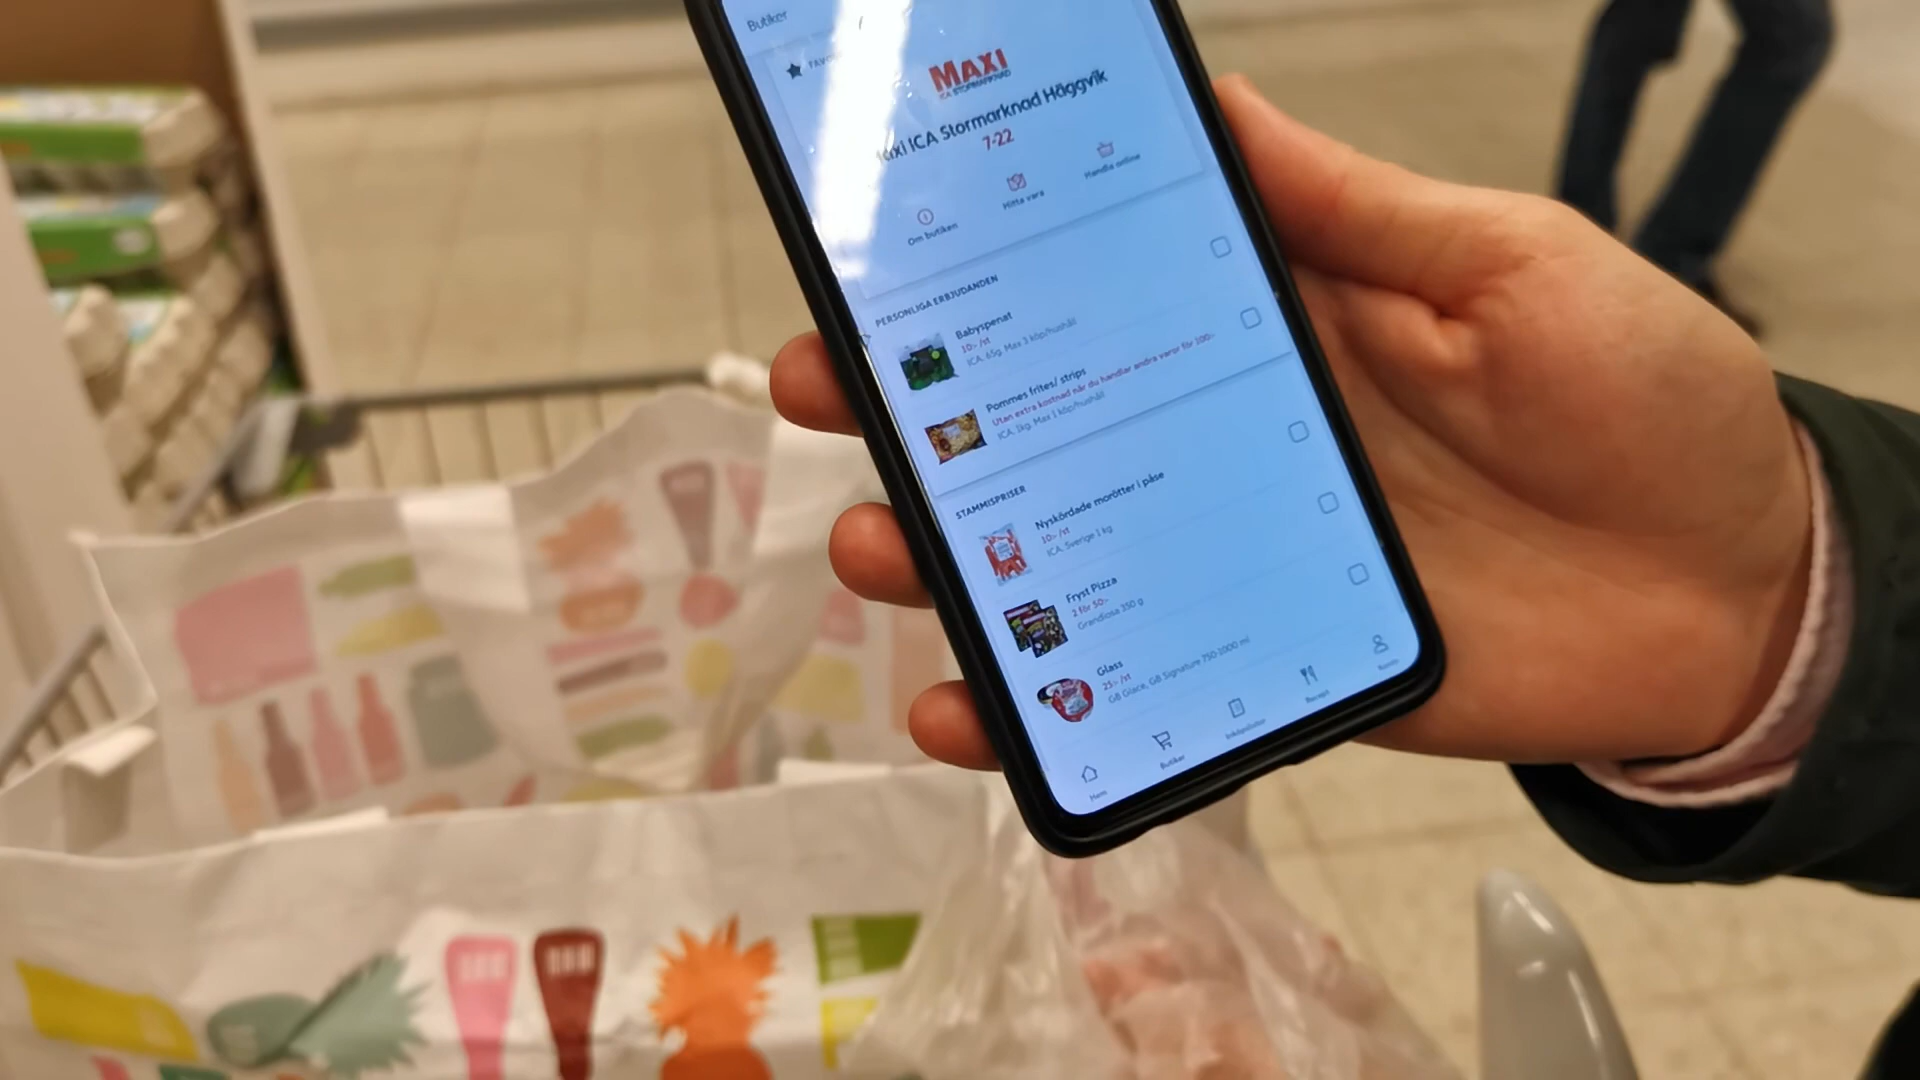 Butiker
MAXI
ICA STORMARKNAD
Maxi ICA Stormarknad Häggvik
7-22
Om butiken
Hitta vara
Handla online
PERSONLIGA ERBJUDANDEN
Babyspenat
10:- /st
ICA. 65g. Max 3 köp/hushåll
Pommes frites/ strips
Utan extra kostnad när du handlar andra varor för 100:-
ICA. 1kg. Max 1 köp/hushåll
STAMMISPRISER
Nyskördade morötter i påse
10:- /st
ICA. Sverige 1 kg
Fryst Pizza
2 för 50:-
Grandiosa 350 g
Glass
25:- /st
GB Glace, GB Signature 750-1000 ml
Hem
Butiker
Inköpslistor
Recept